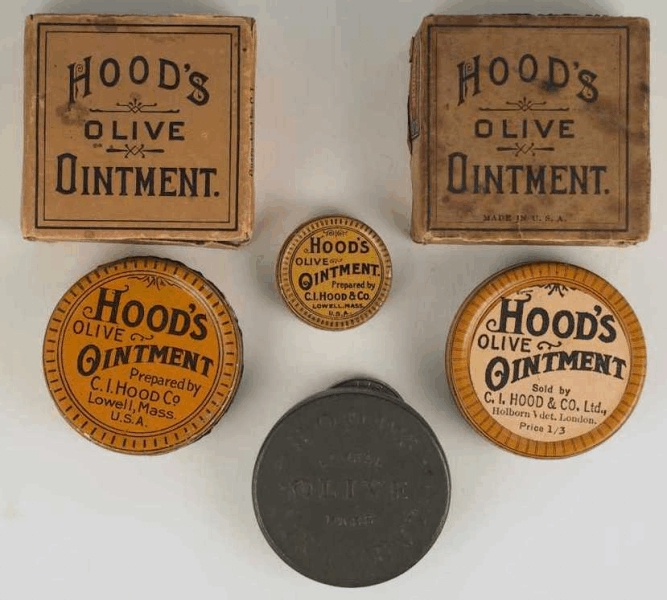 HOOD'S
OLIVE
OINTMENT.
HOOD'S
OLIVE
OINTMENT.
MADE IN U.S.A.
HOOD'S
OLIVE
OINTMENT.
Prepared by
C.I. HOOD & CO.
LOWELL, MASS.
U.S.A.
HOOD'S
OLIVE
OINTMENT
Prepared by
C.I. HOOD CO
Lowell, Mass.
U.S.A.
HOOD'S
OLIVE
OINTMENT
Sold by
C. I. HOOD & CO. Ltd.,
Holborn Vdct. London.
Price 1/3
OLIVE